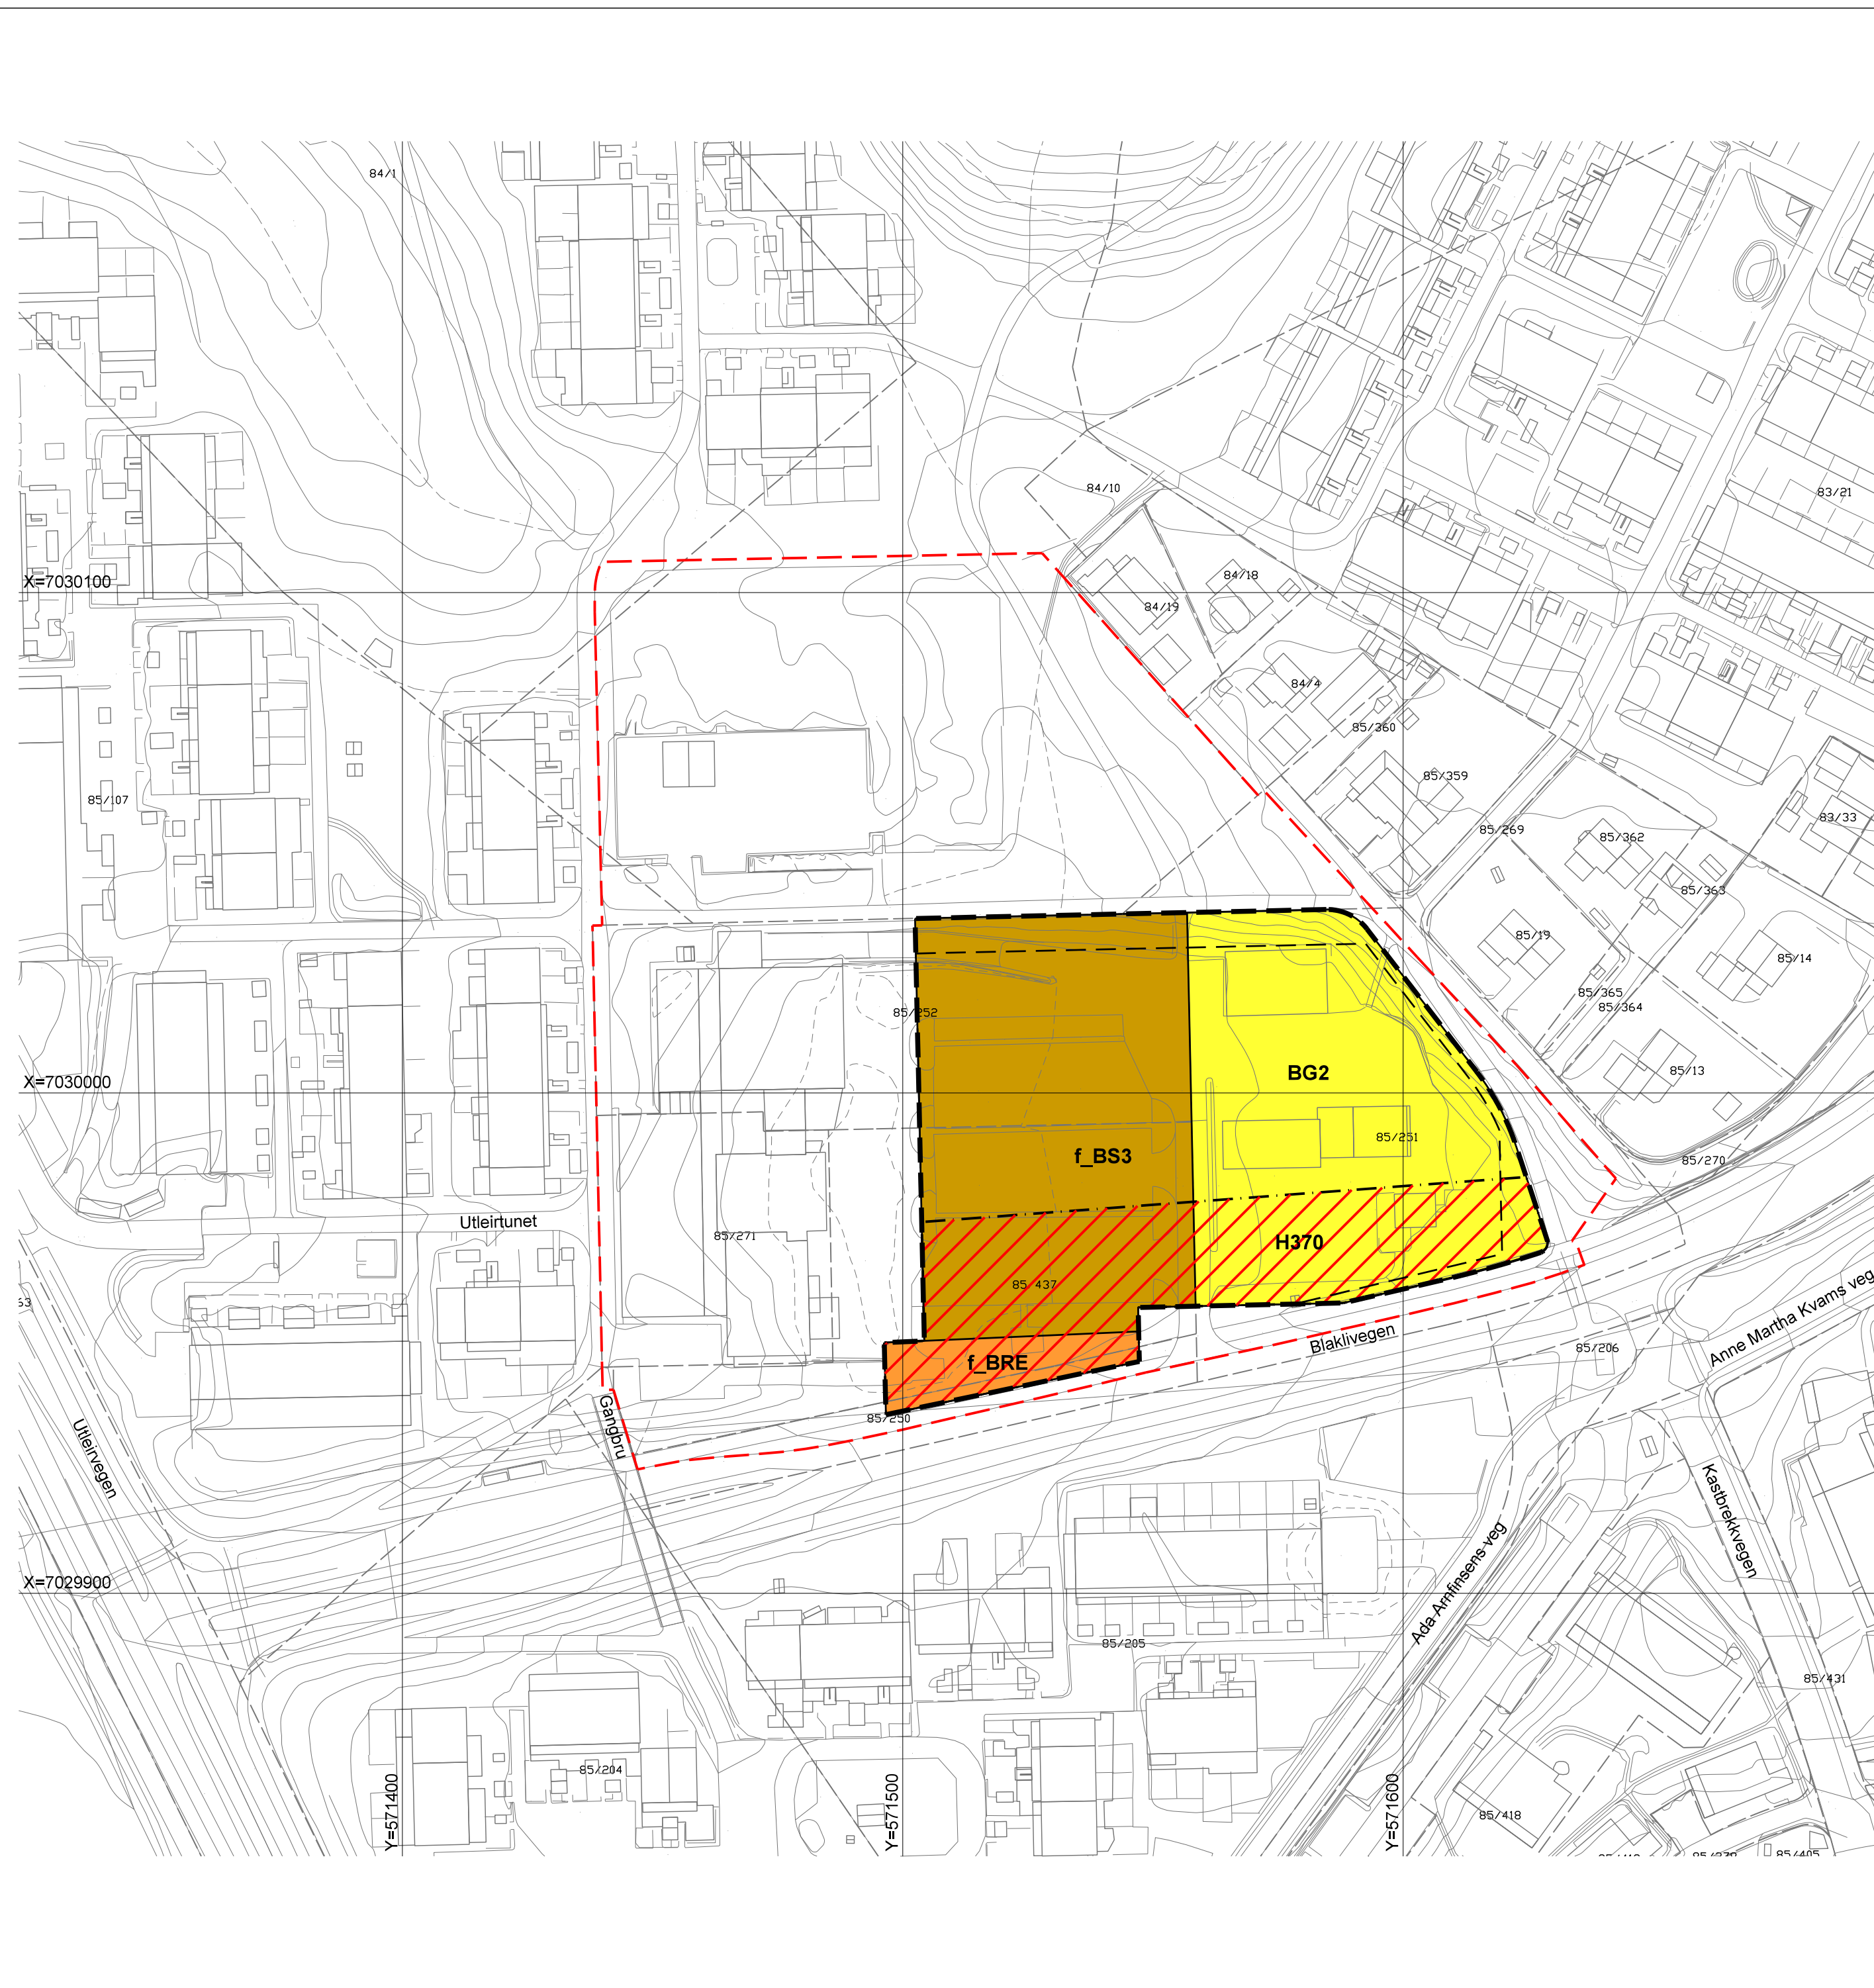 84/1
84/10
83/21
X=7030100
84/18
84/19
84/4
85/360
85/359
85/107
83/33
85/269
85/362
85/363
85/19
85/14
85/365
85/252
85/364
BG2
85/13
X=7030000
85/251
f_BS3
85/270
Utleirtunet
85/271
H370
85/437
63
Anne Martha Kvams veg
Blaklivegen
85/206
f_BRE
Gangbru
85/250
Utleirvegen
Kastbrekkvegen
Ada Arnfinsens veg
X=7029900
85/205
85/431
85/204
Y=571400
Y=571500
Y=571600
85/418
85/405